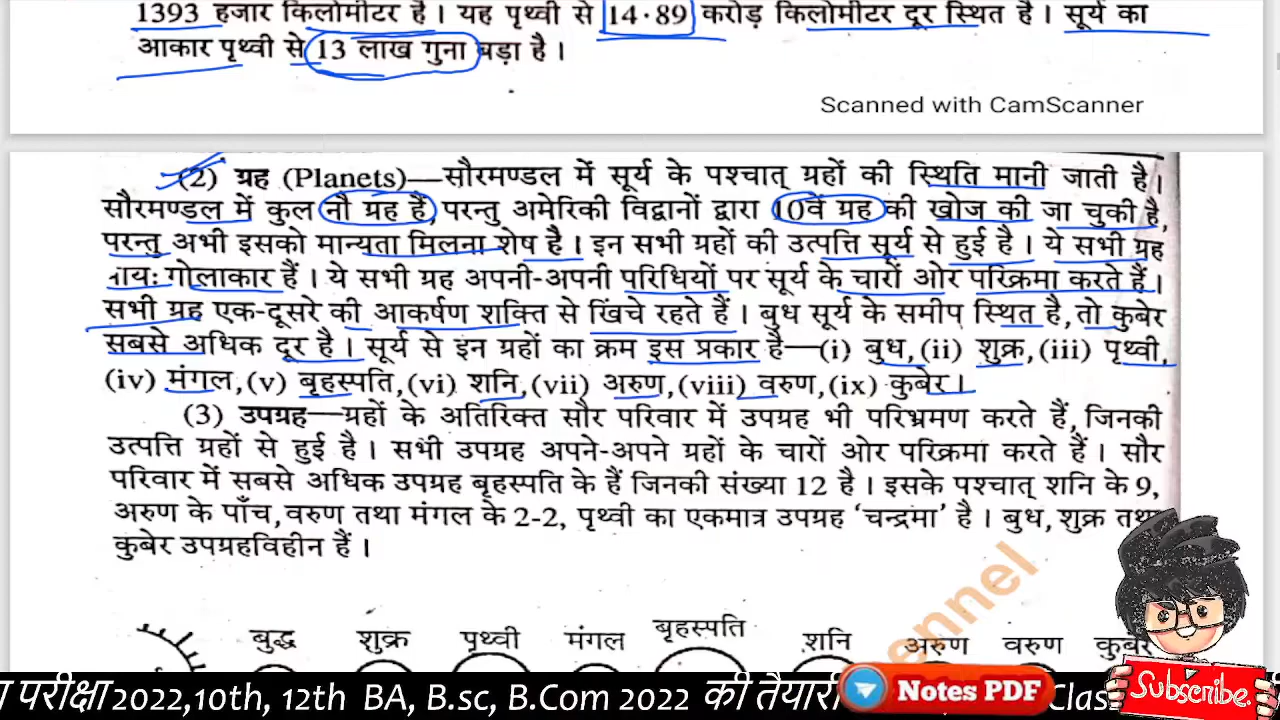 1393 हजार किलोमीटर है। यह पृथ्वी से 14·89 करोड़ किलोमीटर दूर स्थित है। सूर्य का
आकार पृथ्वी से 13 लाख गुना बड़ा है।
Scanned with CamScanner
(2) ग्रह (Planets)—सौरमण्डल में सूर्य के पश्चात् ग्रहों की स्थिति मानी जाती है।
सौरमण्डल में कुल नौ ग्रह हैं, परन्तु अमेरिकी विद्वानों द्वारा 10वें ग्रह की खोज की जा चुकी है,
परन्तु अभी इसको मान्यता मिलना शेष है। इन सभी ग्रहों की उत्पत्ति सूर्य से हुई है। ये सभी ग्रह
ायः गोलाकार हैं। ये सभी ग्रह अपनी-अपनी परिधियों पर सूर्य के चारों ओर परिक्रमा करते हैं।
सभी ग्रह एक-दूसरे की आकर्षण शक्ति से खिंचे रहते हैं। बुध सूर्य के समीप स्थित है, तो कुबेर
सबसे अधिक दूर है। सूर्य से इन ग्रहों का क्रम इस प्रकार है—(i) बुध, (ii) शुक्र, (iii) पृथ्वी,
(iv) मंगल, (v) बृहस्पति, (vi) शनि, (vii) अरुण, (viii) वरुण, (ix) कुबेर।
(3) उपग्रह—ग्रहों के अतिरिक्त सौर परिवार में उपग्रह भी परिभ्रमण करते हैं, जिनकी
उत्पत्ति ग्रहों से हुई है। सभी उपग्रह अपने-अपने ग्रहों के चारों ओर परिक्रमा करते हैं। सौर
परिवार में सबसे अधिक उपग्रह बृहस्पति के हैं जिनकी संख्या 12 है। इसके पश्चात् शनि के 9,
अरुण के पाँच, वरुण तथा मंगल के 2-2, पृथ्वी का एकमात्र उपग्रह ‘चन्द्रमा’ है। बुध, शुक्र तथा
कुबेर उपग्रहविहीन हैं।
ennel
बुद्ध शुक्र पृथ्वी मंगल बृहस्पति शनि अरुण वरुण कुबेर
परीक्षा 2022,10th, 12th BA, B.sc, B.Com 2022 की तैयारी Notes PDF Class
Subscribe.